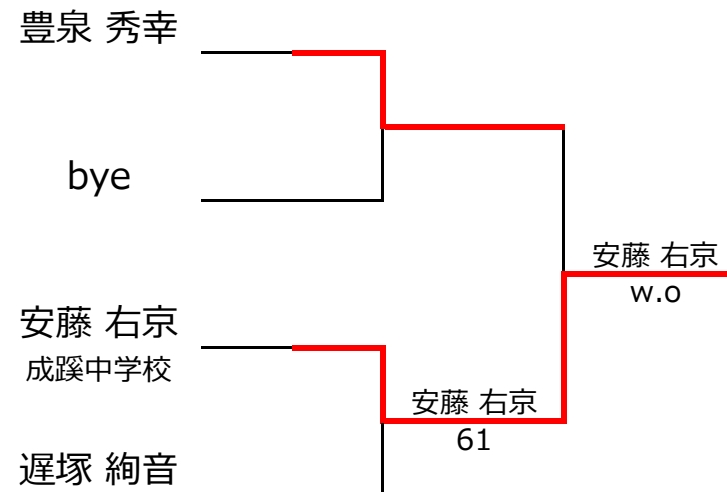 豊泉 秀幸
bye
安藤 右京
w.o
安藤 右京
成蹊中学校
安藤 右京
61
遅塚 絢音